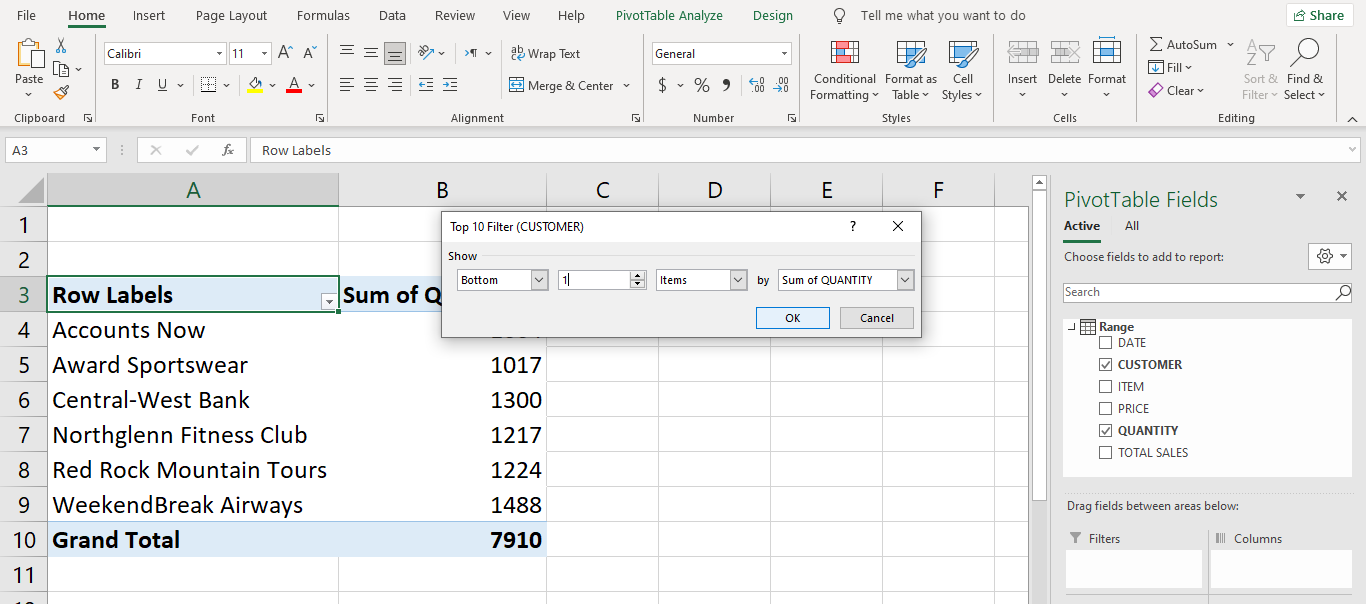 File Home Insert Page Layout Formulas Data Review View Help PivotTable Analyze Design Tell me what you want to do Share
Calibri 11 A A ab Wrap Text General Σ AutoSum A Z
Paste Conditional Format as Cell Insert Delete Format Fill Sort & Find &
B I U A Merge & Center $ % 9 .00 .00 Formatting Table Styles Clear Filter Select
Clipboard Font Alignment Number Styles Cells Editing
A3 fx Row Labels
A B C D E F
PivotTable Fields
Active All
Choose fields to add to report:
Search
Range
DATE
CUSTOMER
ITEM
PRICE
QUANTITY
TOTAL SALES
Drag fields between areas below:
Filters Columns
Top 10 Filter (CUSTOMER) ?
Show
Bottom 1 Items by Sum of QUANTITY
OK Cancel
1
2
3 Row Labels Sum of Q
4 Accounts Now
5 Award Sportswear 1017
6 Central-West Bank 1300
7 Northglenn Fitness Club 1217
8 Red Rock Mountain Tours 1224
9 WeekendBreak Airways 1488
10 Grand Total 7910
11